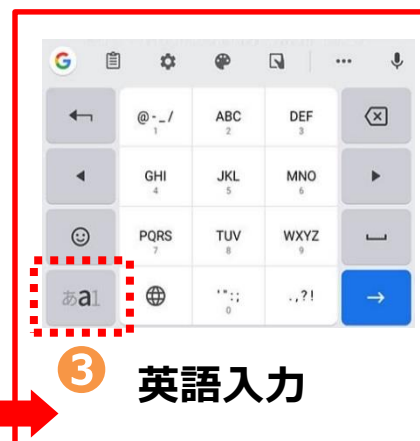 G
@-_/ ABC DEF
1 2 3
GHI JKL MNO
4 5 6
PQRS TUV WXYZ
7 8 9
あa1 '":; .,?!
0
3 英語入力